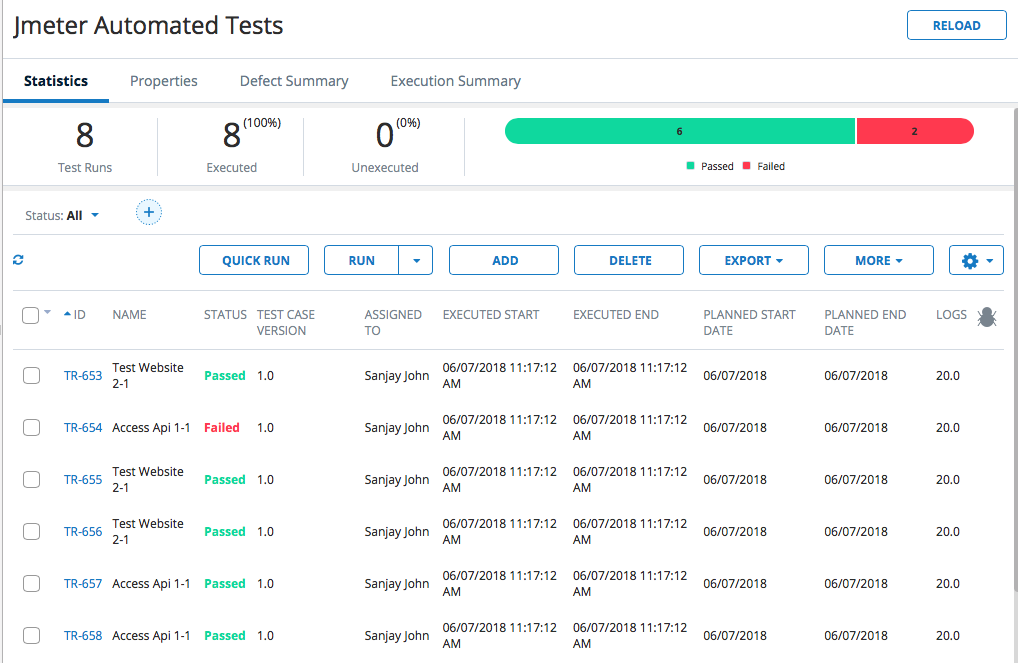 Jmeter Automated Tests
RELOAD
Statistics Properties Defect Summary Execution Summary
8 8 (100%) 0 (0%) 6 2
Test Runs Executed Unexecuted Passed Failed
Status: All +
QUICK RUN RUN ADD DELETE EXPORT MORE
ID NAME STATUS TEST CASE ASSIGNED EXECUTED START EXECUTED END PLANNED START PLANNED END LOGS
VERSION TO DATE DATE
TR-653 Test Website Passed 1.0 Sanjay John 06/07/2018 11:17:12 06/07/2018 11:17:12 06/07/2018 06/07/2018 20.0
2-1 AM AM
TR-654 Access Api 1-1 Failed 1.0 Sanjay John 06/07/2018 11:17:12 06/07/2018 11:17:12 06/07/2018 06/07/2018 20.0
AM AM
TR-655 Test Website Passed 1.0 Sanjay John 06/07/2018 11:17:12 06/07/2018 11:17:12 06/07/2018 06/07/2018 20.0
2-1 AM AM
TR-656 Test Website Passed 1.0 Sanjay John 06/07/2018 11:17:12 06/07/2018 11:17:12 06/07/2018 06/07/2018 20.0
2-1 AM AM
TR-657 Access Api 1-1 Passed 1.0 Sanjay John 06/07/2018 11:17:12 06/07/2018 11:17:12 06/07/2018 06/07/2018 20.0
AM AM
TR-658 Access Api 1-1 Passed 1.0 Sanjay John 06/07/2018 11:17:12 06/07/2018 11:17:12 06/07/2018 06/07/2018 20.0
AM AM